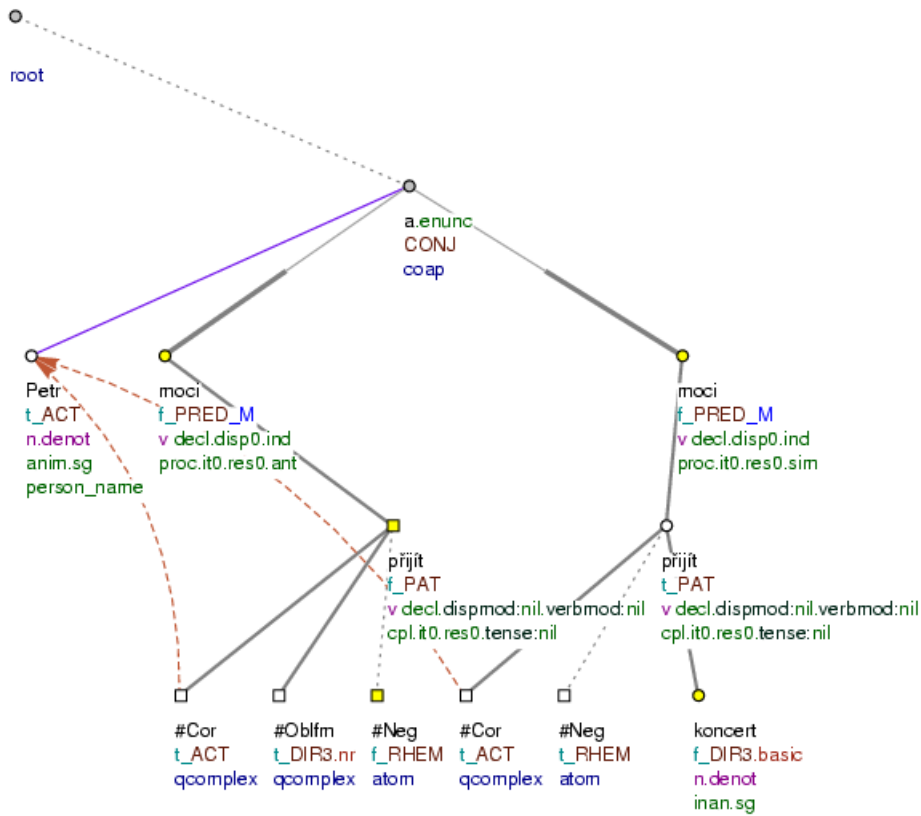 root
a.enunc
CONJ
coap
Petr
t_ACT
n.denot
anim.sg
person_name
moci
f_PRED_M
v decl.disp0.ind
proc.it0.res0.ant
moci
f_PRED_M
v decl.disp0.ind
proc.it0.res0.sim
přijít
f_PAT
v decl.dispmod:nil.verbmod:nil
cpl.it0.res0.tense:nil
přijít
t_PAT
v decl.dispmod:nil.verbmod:nil
cpl.it0.res0.tense:nil
#Cor
t_ACT
qcomplex
#Oblfm
t_DIR3.nr
qcomplex
#Neg
f_RHEM
atom
#Cor
t_ACT
qcomplex
#Neg
t_RHEM
atom
koncert
f_DIR3.basic
n.denot
inan.sg